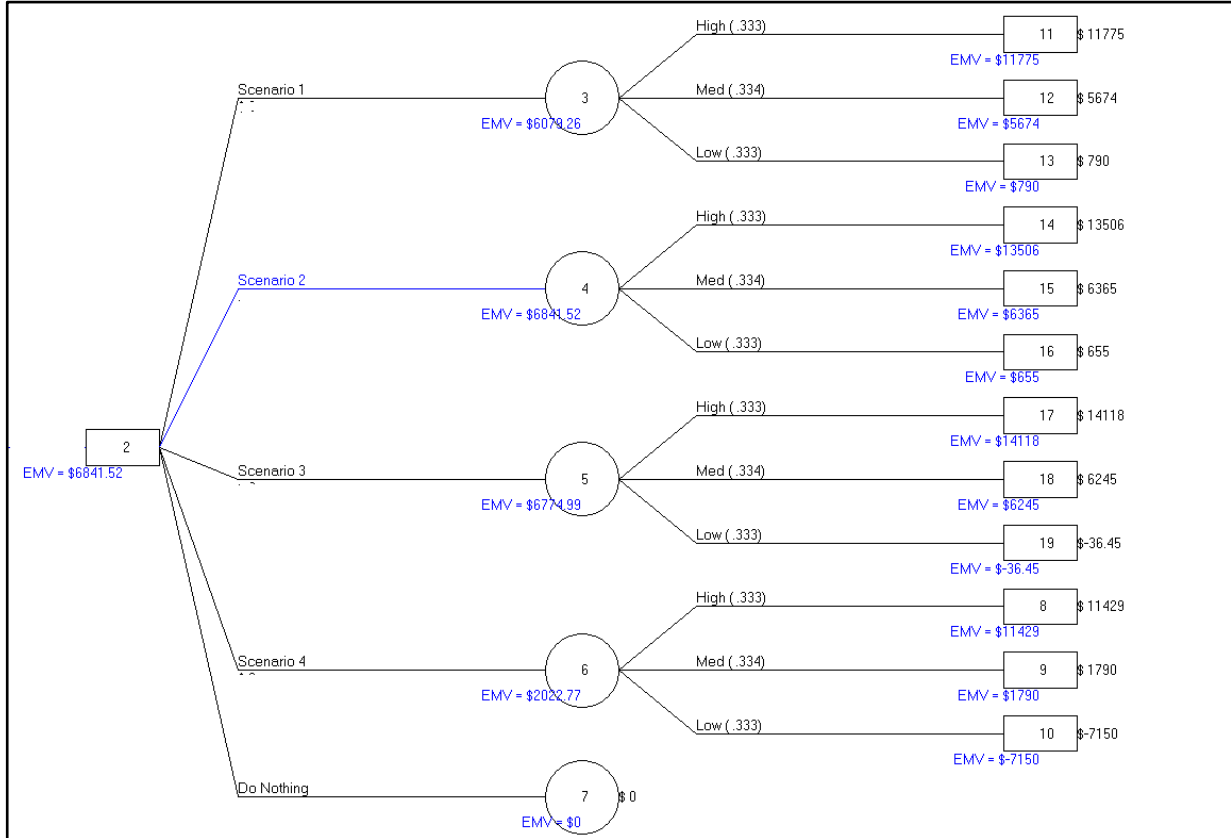 High (.333)
11
$ 11775
EMV = $11775
Scenario 1
3
EMV = $6079.26
Med (.334)
12
$ 5674
EMV = $5674
Low (.333)
13
$ 790
EMV = $790
High (.333)
14
$ 13506
EMV = $13506
Scenario 2
4
EMV = $6841.52
Med (.334)
15
$ 6365
EMV = $6365
Low (.333)
16
$ 655
EMV = $655
2
EMV = $6841.52
High (.333)
17
$ 14118
EMV = $14118
Scenario 3
5
EMV = $6774.99
Med (.334)
18
$ 6245
EMV = $6245
Low (.333)
19
$-36.45
EMV = $-36.45
High (.333)
8
$ 11429
EMV = $11429
Scenario 4
6
EMV = $2022.77
Med (.334)
9
$ 1790
EMV = $1790
Low (.333)
10
$-7150
EMV = $-7150
Do Nothing
7
$ 0
EMV = $0